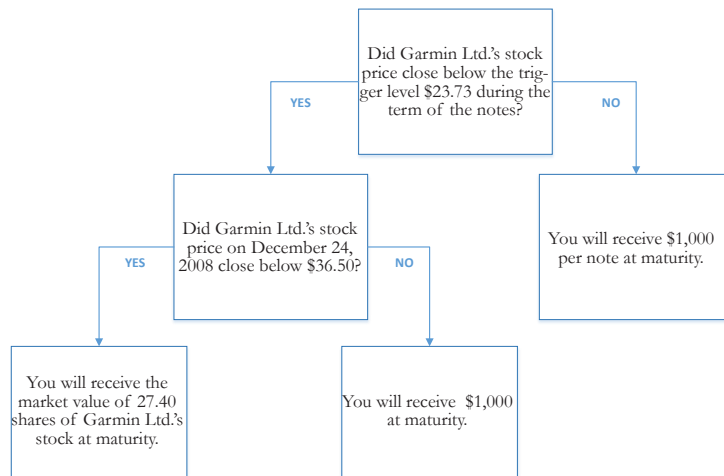 Did Garmin Ltd.'s stock
price close below the trig-
ger level $23.73 during the
term of the notes?
YES
NO
Did Garmin Ltd.'s stock
price on December 24,
2008 close below $36.50?
You will receive $1,000
per note at maturity.
YES
NO
You will receive the
market value of 27.40
shares of Garmin Ltd.'s
stock at maturity.
You will receive $1,000
at maturity.